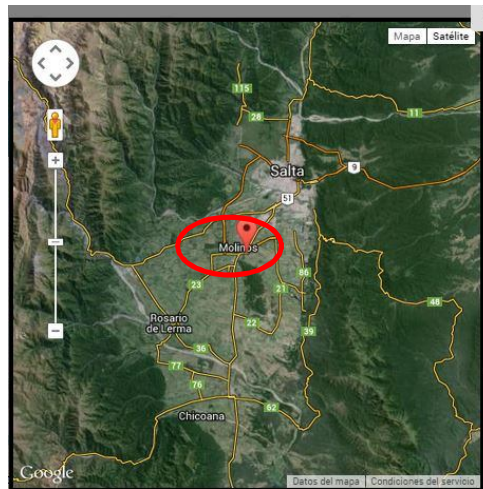 Mapa
Satélite
115
28
11
Salta
9
51
Molinos
86
23
21
48
Rosario
de Lerma
22
39
36
77
76
62
Chicoana
Google
Datos del mapa
Condiciones del servicio